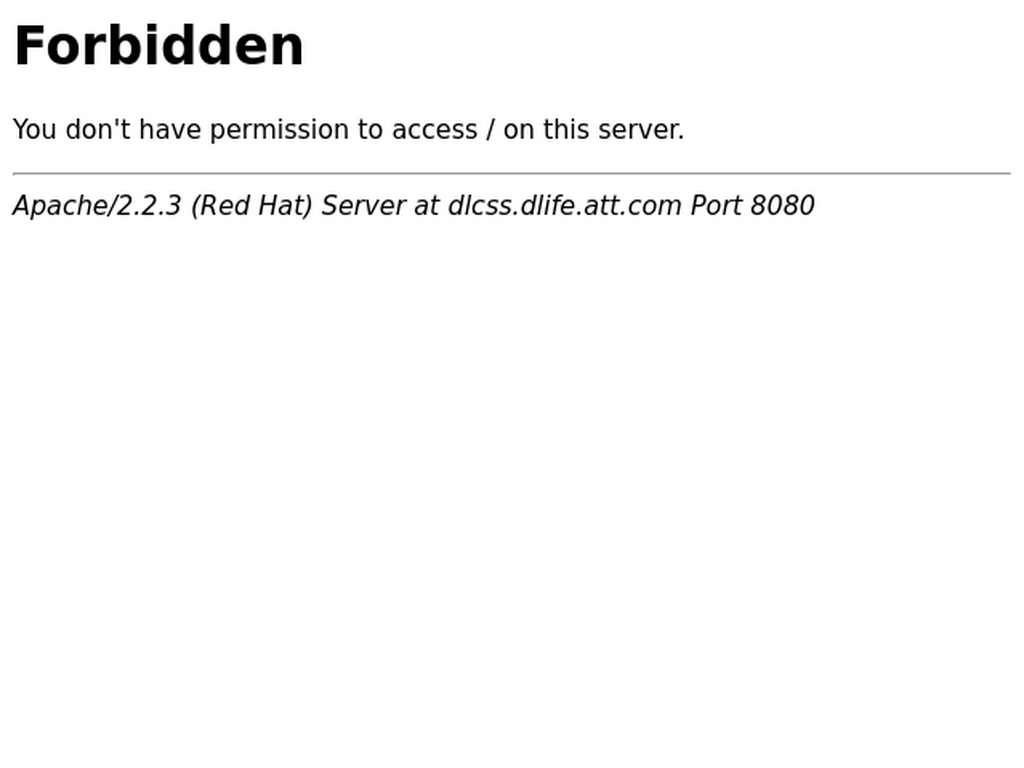 Forbidden
You don't have permission to access / on this server.
Apache/2.2.3 (Red Hat) Server at dlcss.dlife.att.com Port 8080